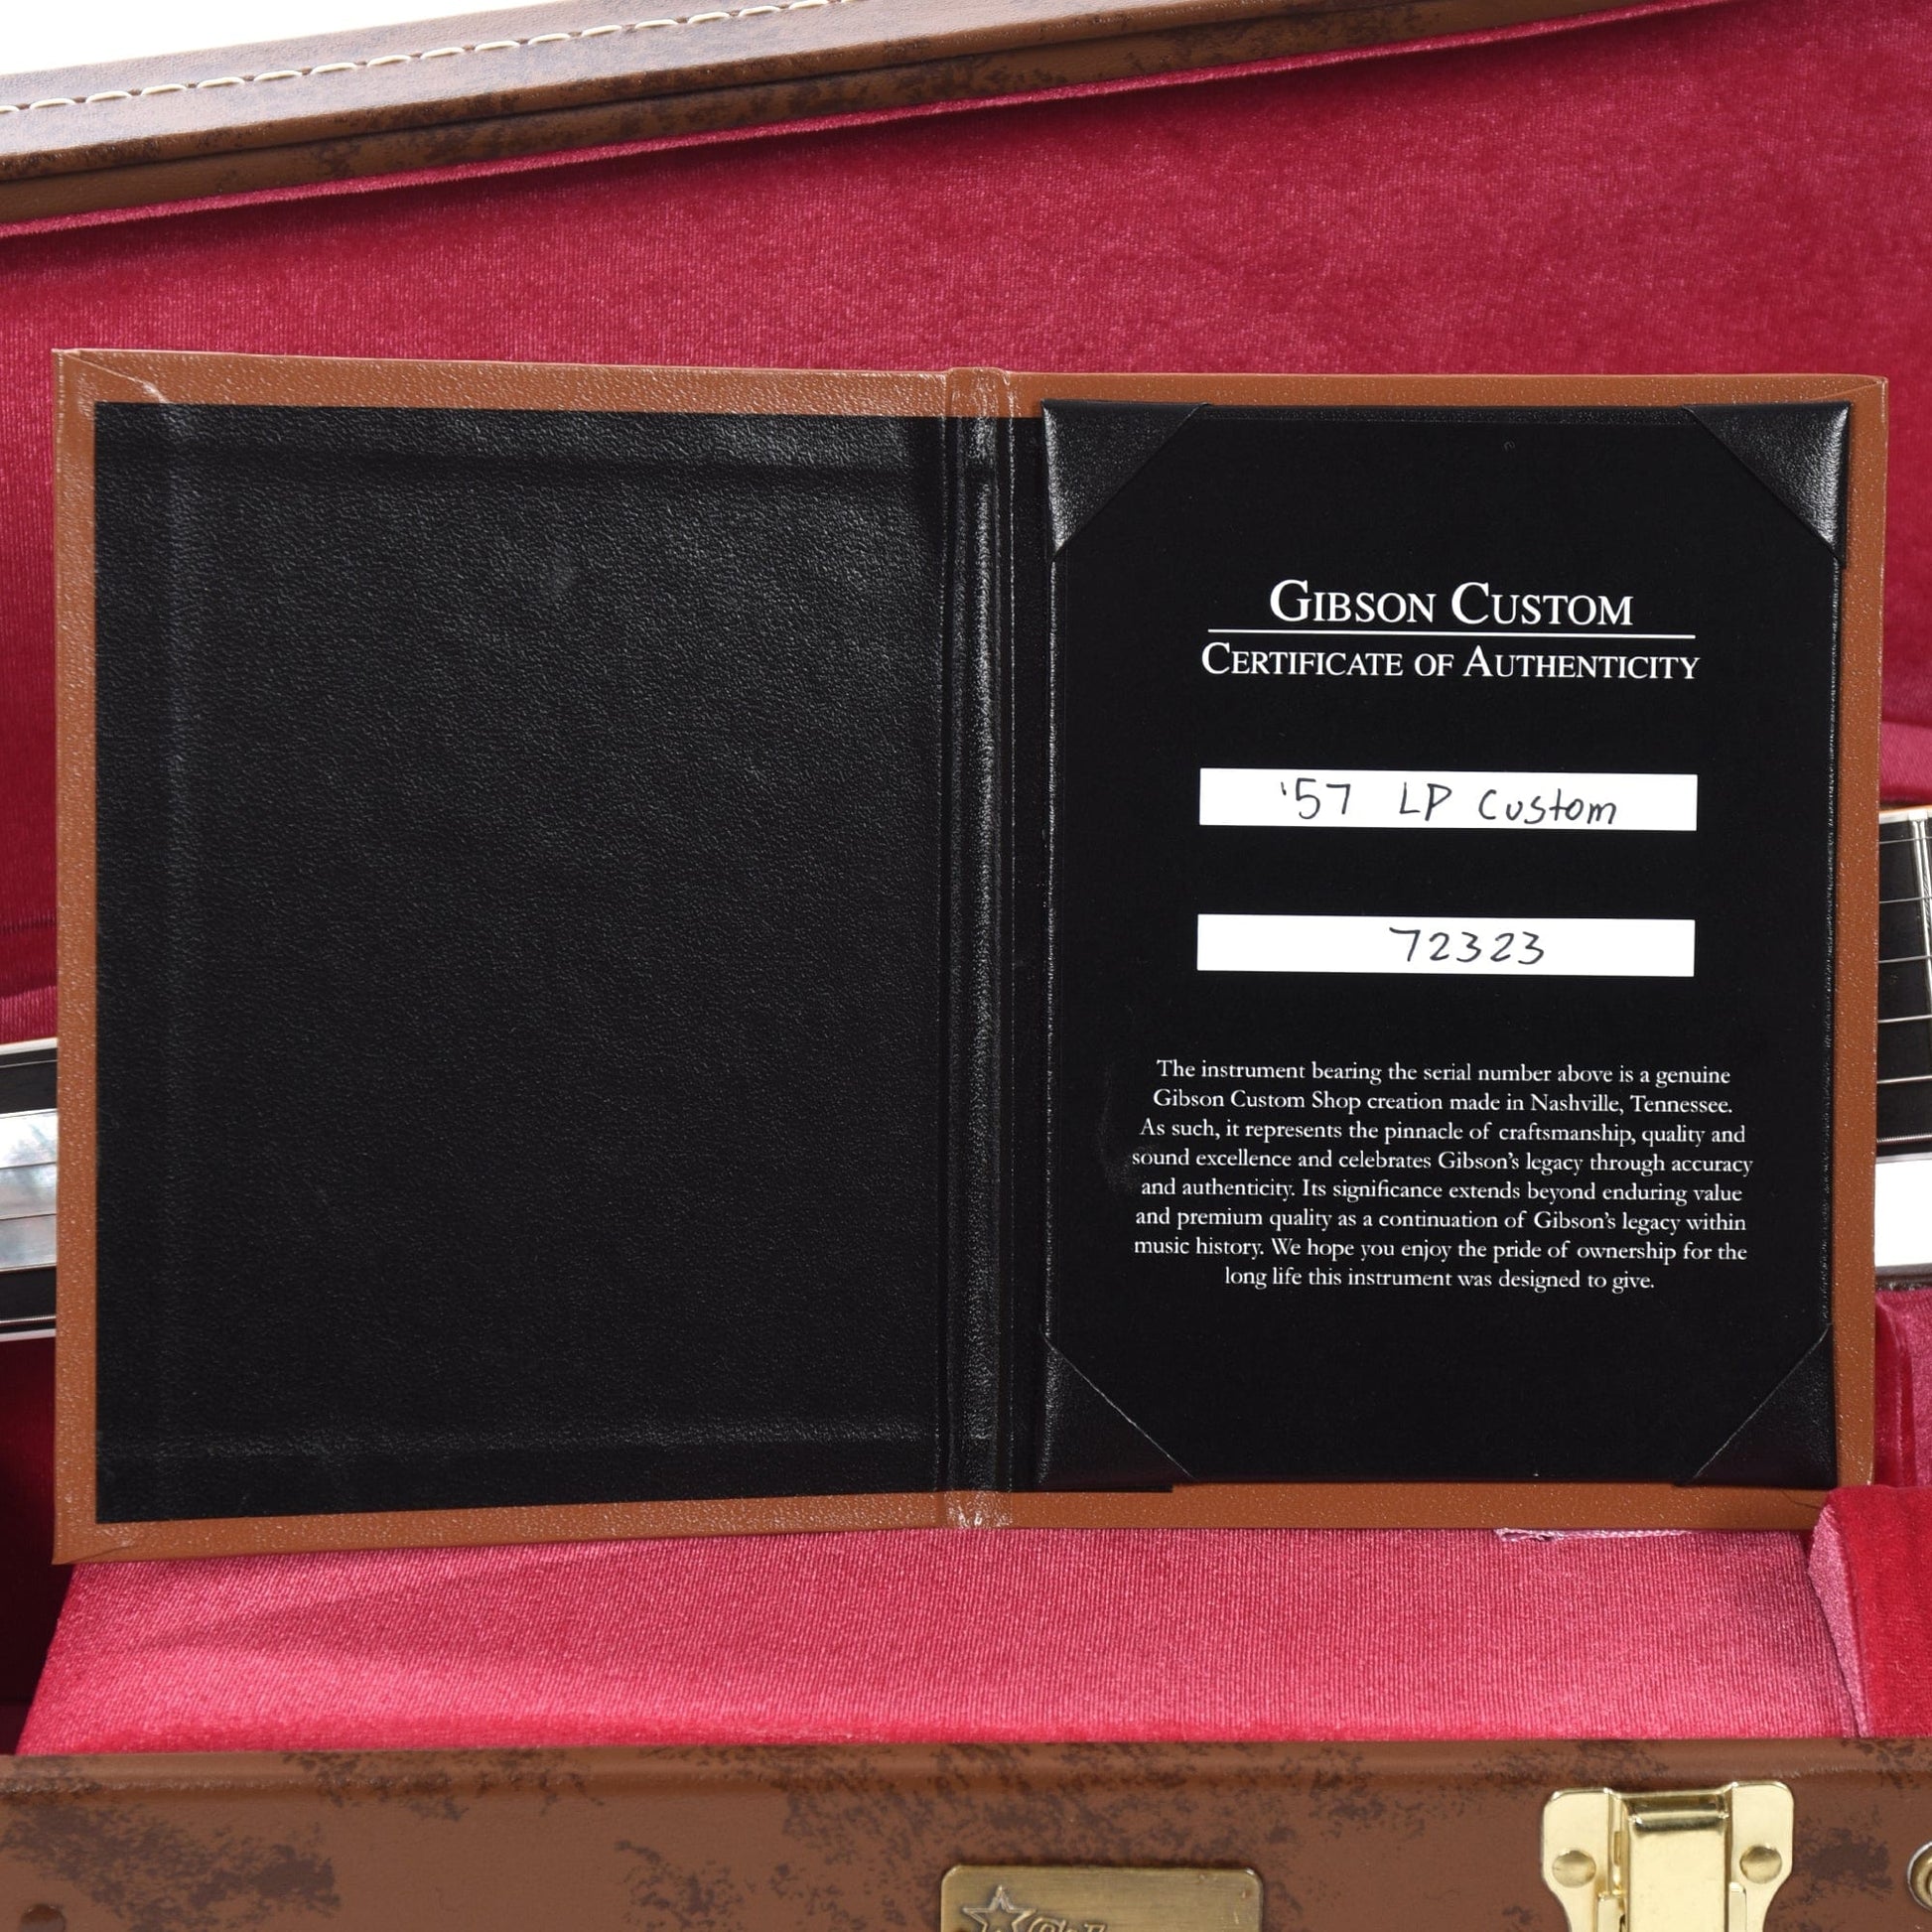 GIBSON CUSTOM
CERTIFICATE OF AUTHENTICITY
'57 LP Custom
72323
The instrument bearing the serial number above is a genuine
Gibson Custom Shop creation made in Nashville, Tennessee.
As such, it represents the pinnacle of craftsmanship, quality and
sound excellence and celebrates Gibson's legacy through accuracy
and authenticity. Its significance extends beyond enduring value
and premium quality as a continuation of Gibson's legacy within
music history. We hope you enjoy the pride of ownership for the
long life this instrument was designed to give.